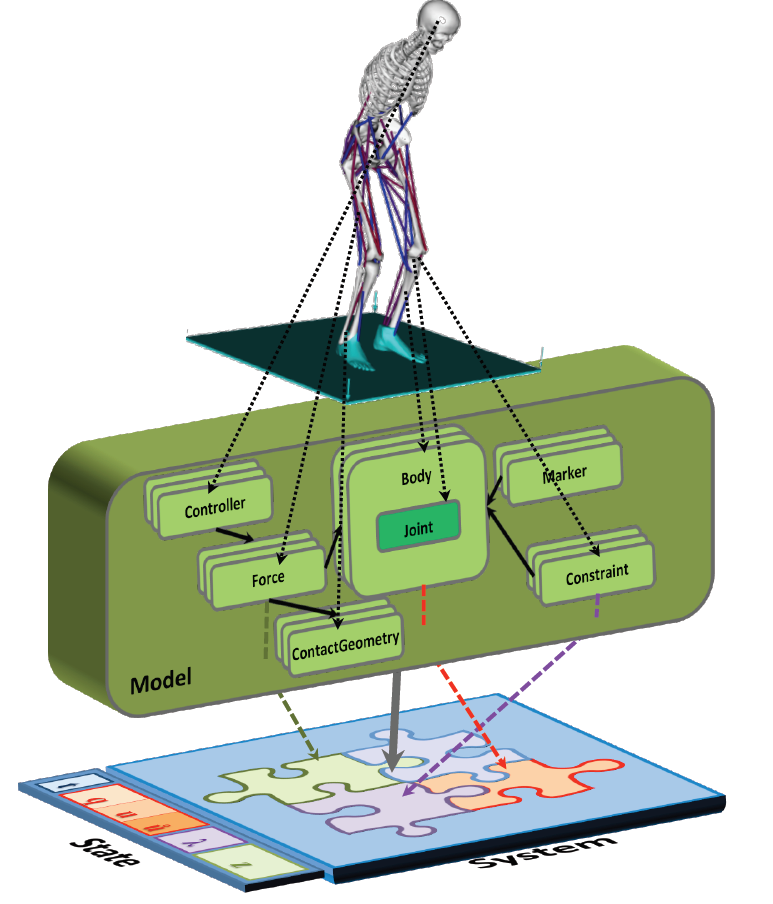 Body
Marker
Controller
Joint
Force
Constraint
ContactGeometry
Model
t
q
u
u̇
λ
z
State
System